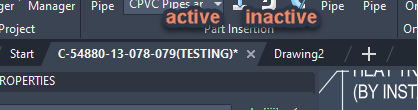 Manager Manager Pipe CPVC Pipes ar Pipe Pipe
active inactive
Project Part Insertion
Start C-54880-13-078-079(TESTING)* Drawing2
ROPERTIES
(BY INST